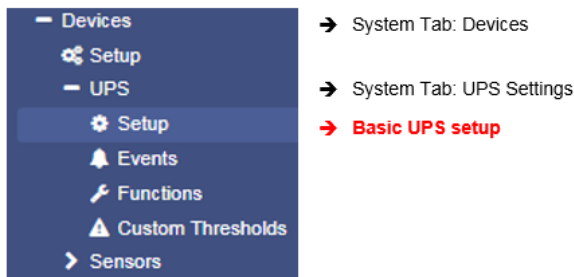 Devices → System Tab: Devices
Setup
UPS → System Tab: UPS Settings
Setup → Basic UPS setup
Events
Functions
Custom Thresholds
Sensors